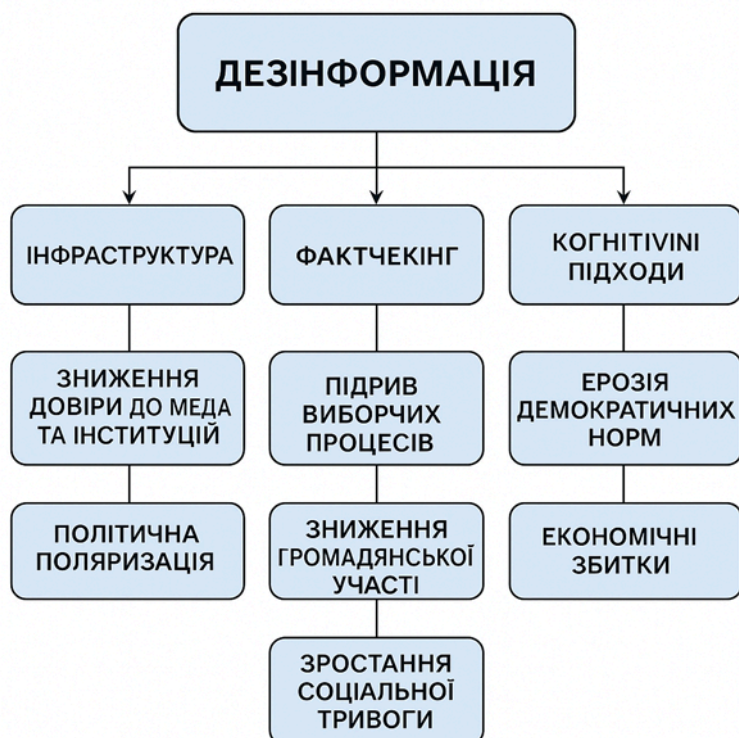 ДЕЗІНФОРМАЦІЯ
ІНФРАСТРУКТУРА
ФАКТЧЕКІНГ
КОГНІТИVІNІ
ПІДХОДИ
ЗНИЖЕННЯ
ДОВІРИ ДО МЕДА
ТА ІНСТИТУЦІЙ
ПІДРИВ
ВИБОРЧИХ
ПРОЦЕСІВ
ЕРОЗІЯ
ДЕМОКРАТИЧНИХ
НОРМ
ПОЛІТИЧНА
ПОЛЯРИЗАЦІЯ
ЗНИЖЕННЯ
ГРОМАДЯНСЬКОЇ
УЧАСТІ
ЕКОНОМІЧНІ
ЗБИТКИ
ЗРОСТАННЯ
СОЦІАЛЬНОЇ
ТРИВОГИ